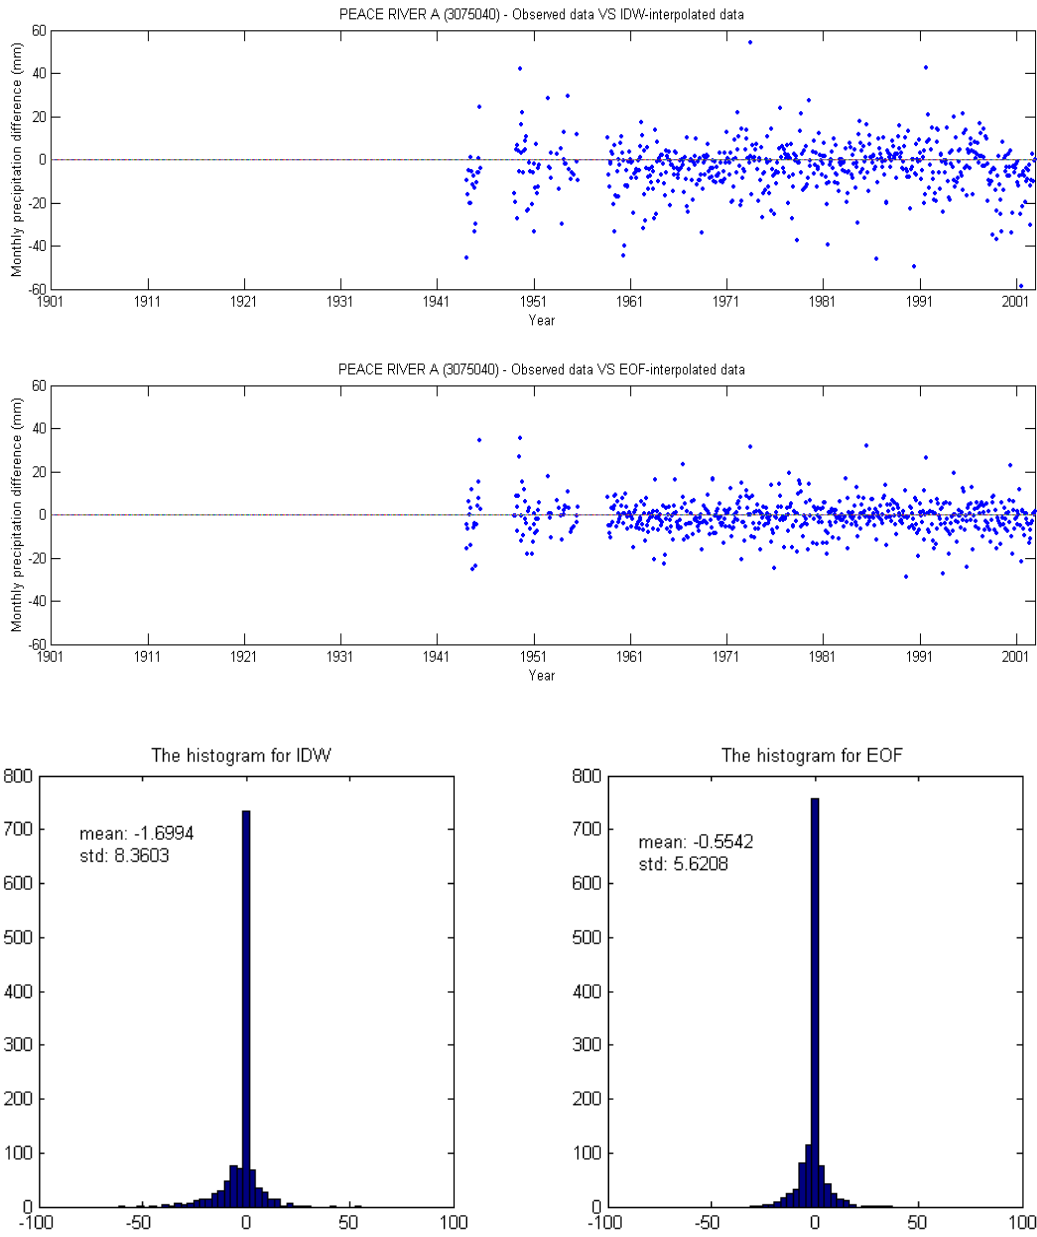 PEACE RIVER A (3075040) - Observed data VS IDW-interpolated data
Monthly precipitation difference (mm)
60
40
20
0
-20
-40
-60
1901 1911 1921 1931 1941 1951 1961 1971 1981 1991 2001
Year
PEACE RIVER A (3075040) - Observed data VS EOF-interpolated data
Monthly precipitation difference (mm)
60
40
20
0
-20
-40
-60
1901 1911 1921 1931 1941 1951 1961 1971 1981 1991 2001
Year
The histogram for IDW
800
700
600
500
400
300
200
100
0
mean: -1.6994
std: 8.3603
-100 -50 0 50 100
The histogram for EOF
800
700
600
500
400
300
200
100
0
mean: -0.5542
std: 5.6208
-100 -50 0 50 100